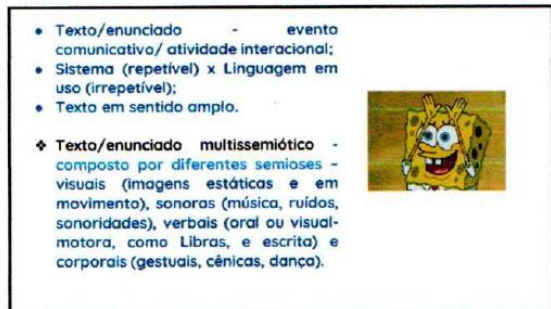 • Texto/enunciado - evento
comunicativo/ atividade interacional;
• Sistema (repetível) x Linguagem em
uso (irrepetível);
• Texto em sentido amplo.
❖ Texto/enunciado multissemiótico -
composto por diferentes semioses –
visuais (imagens estáticas e em
movimento), sonoras (música, ruídos,
sonoridades), verbais (oral ou visual-
motora, como Libras, e escrita) e
corporais (gestuais, cênicas, dança).